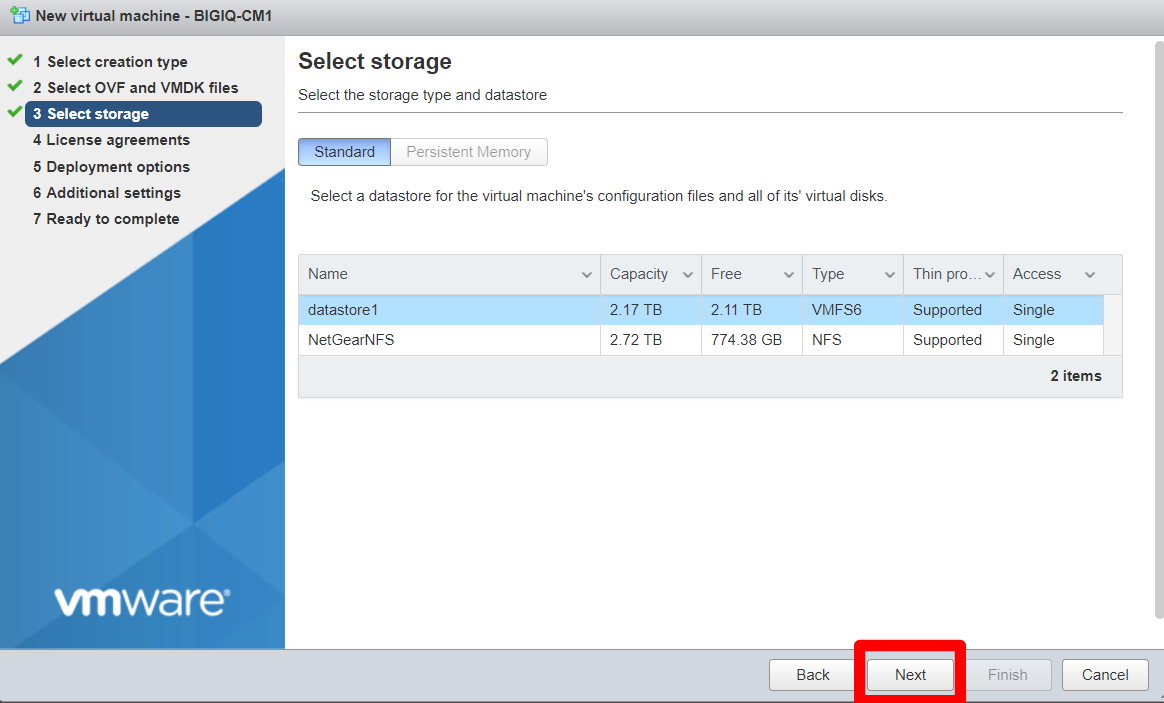 New virtual machine - BIGIQ-CM1
1 Select creation type
2 Select OVF and VMDK files
3 Select storage
4 License agreements
5 Deployment options
6 Additional settings
7 Ready to complete
vmware®
Select storage
Select the storage type and datastore
Standard Persistent Memory
Select a datastore for the virtual machine's configuration files and all of its' virtual disks.
Name Capacity Free Type Thin pro... Access
datastore1 2.17 TB 2.11 TB VMFS6 Supported Single
NetGearNFS 2.72 TB 774.38 GB NFS Supported Single
2 items
Back Next Finish Cancel